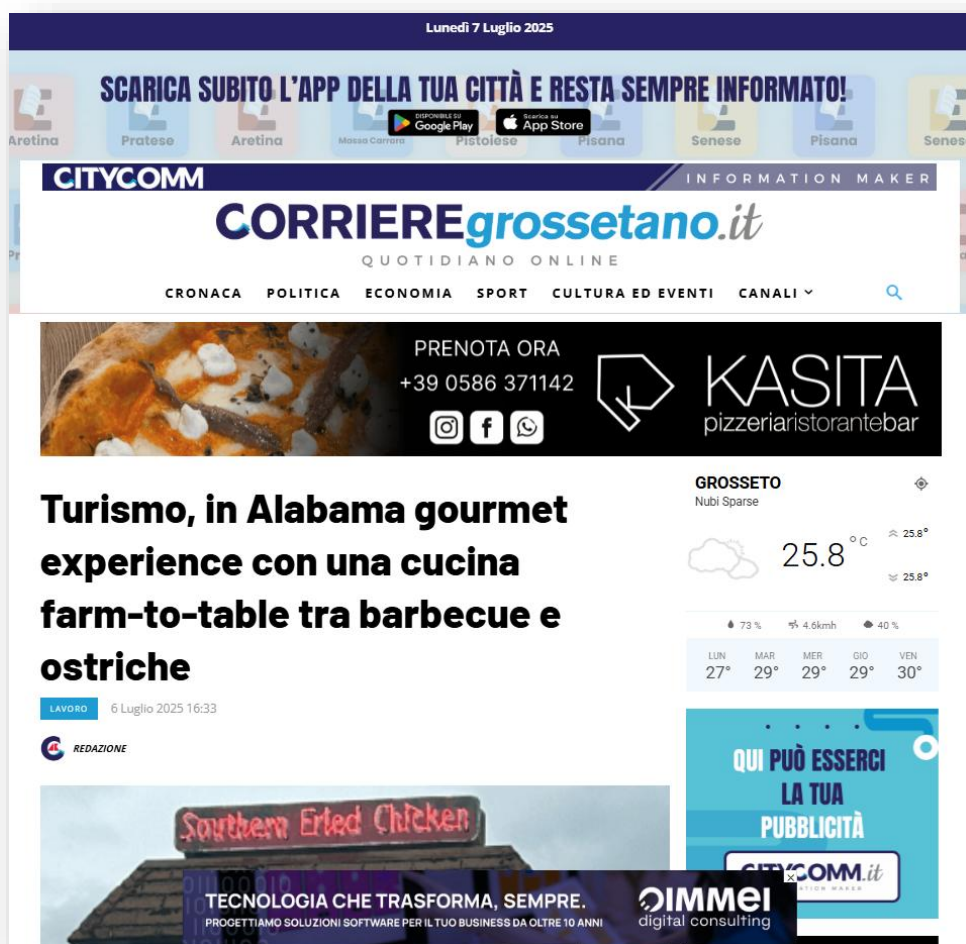 Lunedì 7 Luglio 2025
SCARICA SUBITO L'APP DELLA TUA CITTÀ E RESTA SEMPRE INFORMATO!
DISPONIBILE SU
Google Play
Scarica su
App Store
Aretina
Pratese
Aretina
Massa Carrara
Pistoiese
Pisana
Senese
Pisana
CITYCOMM
INFORMATION MAKER
CORRIEREgrossetano.it
QUOTIDIANO ONLINE
CRONACA POLITICA ECONOMIA SPORT CULTURA ED EVENTI CANALI
PRENOTA ORA
+39 0586 371142
KASITA
pizzeriaristorantebar
Turismo, in Alabama gourmet
experience con una cucina
farm-to-table tra barbecue e
ostriche
LAVORO 6 Luglio 2025 16:33
REDAZIONE
GROSSETO
Nubi Sparse
25.8 °C
25.8°
25.8°
73 % 4.6kmh 40 %
LUN MAR MER GIO VEN
27° 29° 29° 29° 30°
QUI PUÒ ESSERCI
LA TUA
PUBBLICITÀ
CITYCOMM.it
Southern Fried Chicken
TECNOLOGIA CHE TRASFORMA, SEMPRE.
PROGETTIAMO SOLUZIONI SOFTWARE PER IL TUO BUSINESS DA OLTRE 10 ANNI
OIMMEI
digital consulting